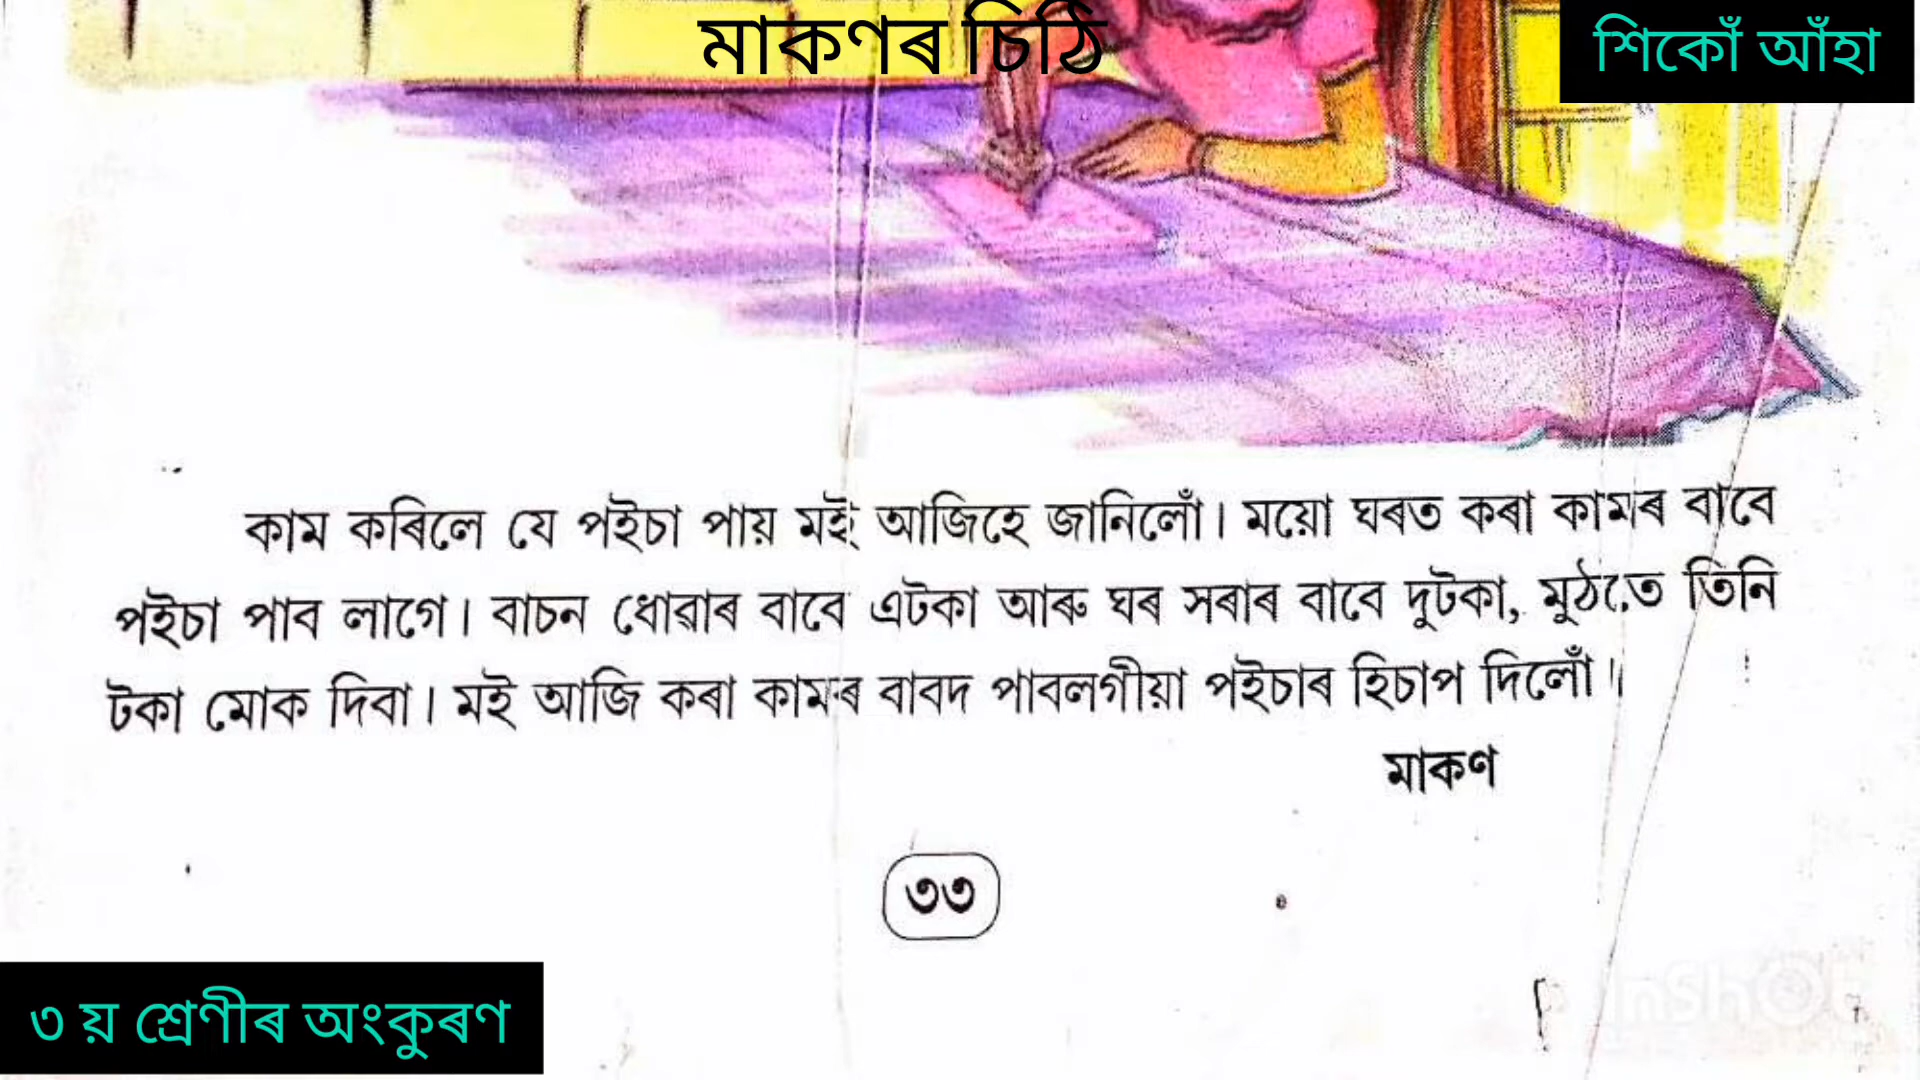 মাকণৰ চিঠি
শিকোঁ আঁহা
কাম কৰিলে যে পইচা পায় মই আজিহে জানিলোঁ। ময়ো ঘৰত কৰা কামৰ বাবে
পইচা পাব লাগে। বাচন ধোৱাৰ বাবে এটকা আৰু ঘৰ সৰাৰ বাবে দুটকা, মুঠতে তিনি
টকা মোক দিবা। মই আজি কৰা কামৰ বাবদ পাবলগীয়া পইচাৰ হিচাপ দিলোঁ।
মাকণ
৩৩
৩ য় শ্ৰেণীৰ অংকুৰণ
InShOt